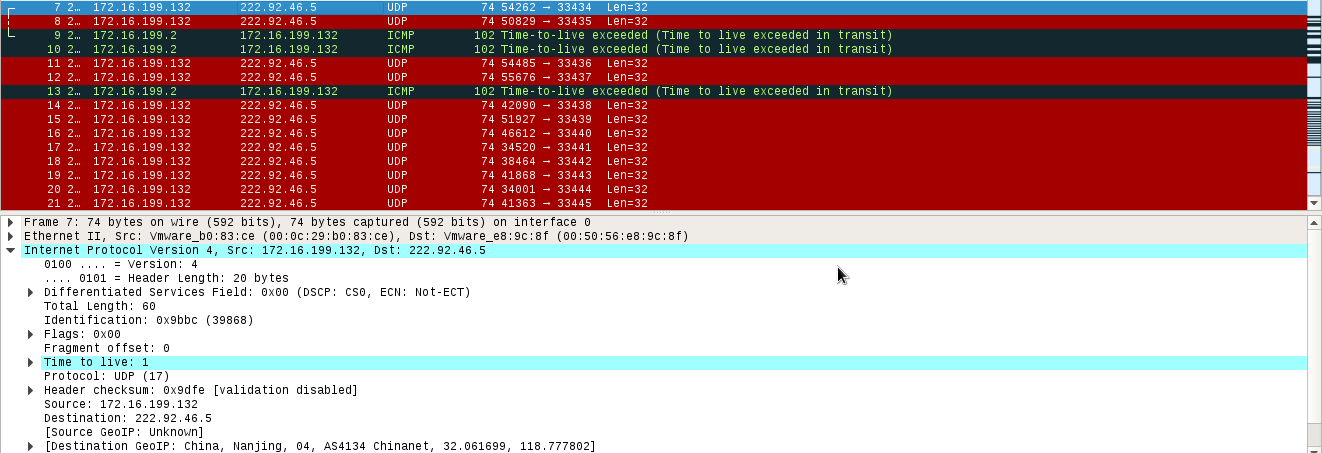 7 2… 172.16.199.132 222.92.46.5 UDP 74 54262 → 33434 Len=32
8 2… 172.16.199.132 222.92.46.5 UDP 74 50829 → 33435 Len=32
9 2… 172.16.199.2 172.16.199.132 ICMP 102 Time-to-live exceeded (Time to live exceeded in transit)
10 2… 172.16.199.2 172.16.199.132 ICMP 102 Time-to-live exceeded (Time to live exceeded in transit)
11 2… 172.16.199.132 222.92.46.5 UDP 74 54485 → 33436 Len=32
12 2… 172.16.199.132 222.92.46.5 UDP 74 55676 → 33437 Len=32
13 2… 172.16.199.2 172.16.199.132 ICMP 102 Time-to-live exceeded (Time to live exceeded in transit)
14 2… 172.16.199.132 222.92.46.5 UDP 74 42090 → 33438 Len=32
15 2… 172.16.199.132 222.92.46.5 UDP 74 51927 → 33439 Len=32
16 2… 172.16.199.132 222.92.46.5 UDP 74 46612 → 33440 Len=32
17 2… 172.16.199.132 222.92.46.5 UDP 74 34520 → 33441 Len=32
18 2… 172.16.199.132 222.92.46.5 UDP 74 38464 → 33442 Len=32
19 2… 172.16.199.132 222.92.46.5 UDP 74 41868 → 33443 Len=32
20 2… 172.16.199.132 222.92.46.5 UDP 74 34001 → 33444 Len=32
21 2… 172.16.199.132 222.92.46.5 UDP 74 41363 → 33445 Len=32
Frame 7: 74 bytes on wire (592 bits), 74 bytes captured (592 bits) on interface 0
Ethernet II, Src: Vmware_b0:83:ce (00:0c:29:b0:83:ce), Dst: Vmware_e8:9c:8f (00:50:56:e8:9c:8f)
Internet Protocol Version 4, Src: 172.16.199.132, Dst: 222.92.46.5
0100 .... = Version: 4
.... 0101 = Header Length: 20 bytes
Differentiated Services Field: 0x00 (DSCP: CS0, ECN: Not-ECT)
Total Length: 60
Identification: 0x9bbc (39868)
Flags: 0x00
Fragment offset: 0
Time to live: 1
Protocol: UDP (17)
Header checksum: 0x9dfe [validation disabled]
Source: 172.16.199.132
Destination: 222.92.46.5
[Source GeoIP: Unknown]
[Destination GeoIP: China, Nanjing, 04, AS4134 Chinanet, 32.061699, 118.777802]